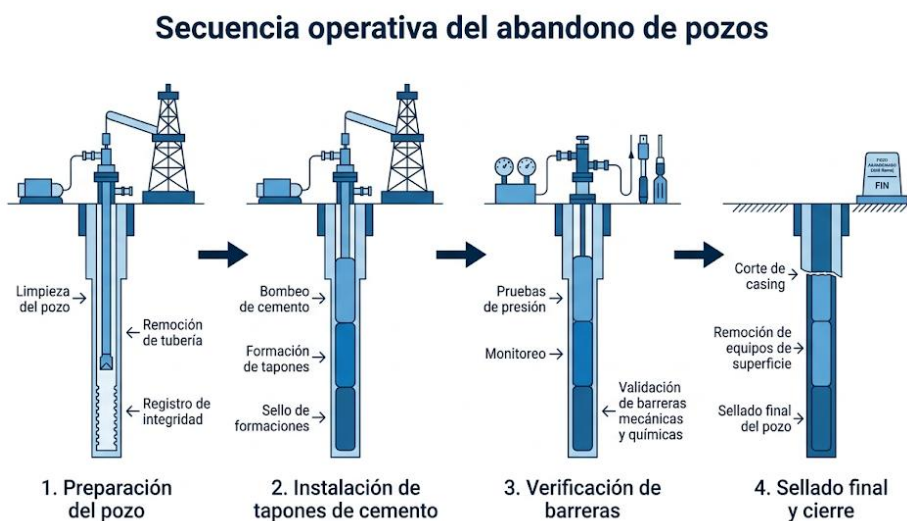 Secuencia operativa del abandono de pozos
Limpieza
del pozo
Remoción
de tubería
Registro de
integridad
1. Preparación
del pozo
Bombeo
de cemento
Formación
de tapones
Sello de
formaciones
2. Instalación de
tapones de cemento
Pruebas
de presión
Monitoreo
Validación
de barreras
mecánicas
y químicas
3. Verificación de
barreras
POZO
ABANDONADO
FIN
Corte de
casing
Remoción de
equipos de
superficie
Sellado final
del pozo
4. Sellado final
y cierre